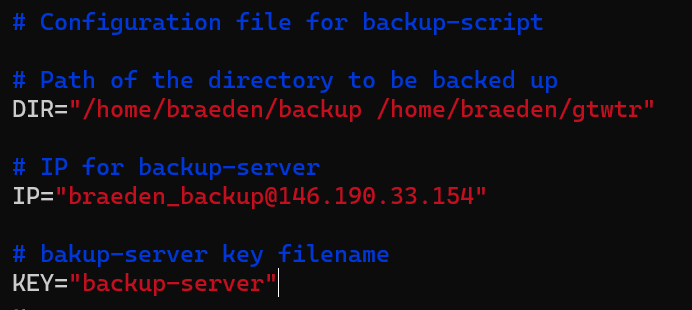 # Configuration file for backup-script
# Path of the directory to be backed up
DIR="/home/braeden/backup /home/braeden/gtwtr"
# IP for backup-server
IP="braeden_backup@146.190.33.154"
# bakup-server key filename
KEY="backup-server"